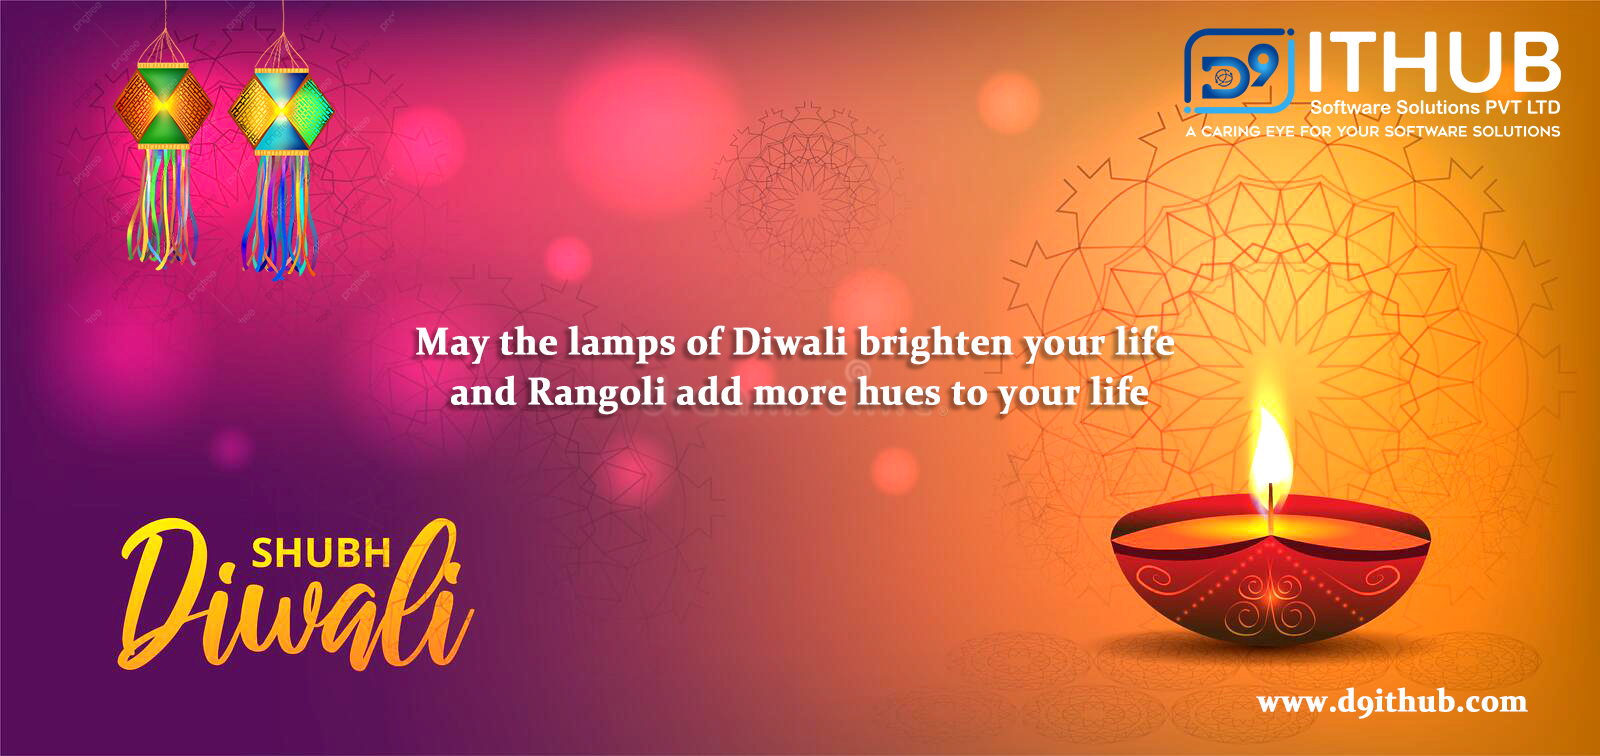 D9 ITHUB
Software Solutions PVT LTD
A CARING EYE FOR YOUR SOFTWARE SOLUTIONS
May the lamps of Diwali brighten your life
and Rangoli add more hues to your life
SHUBH
Diwali
www.d9ithub.com